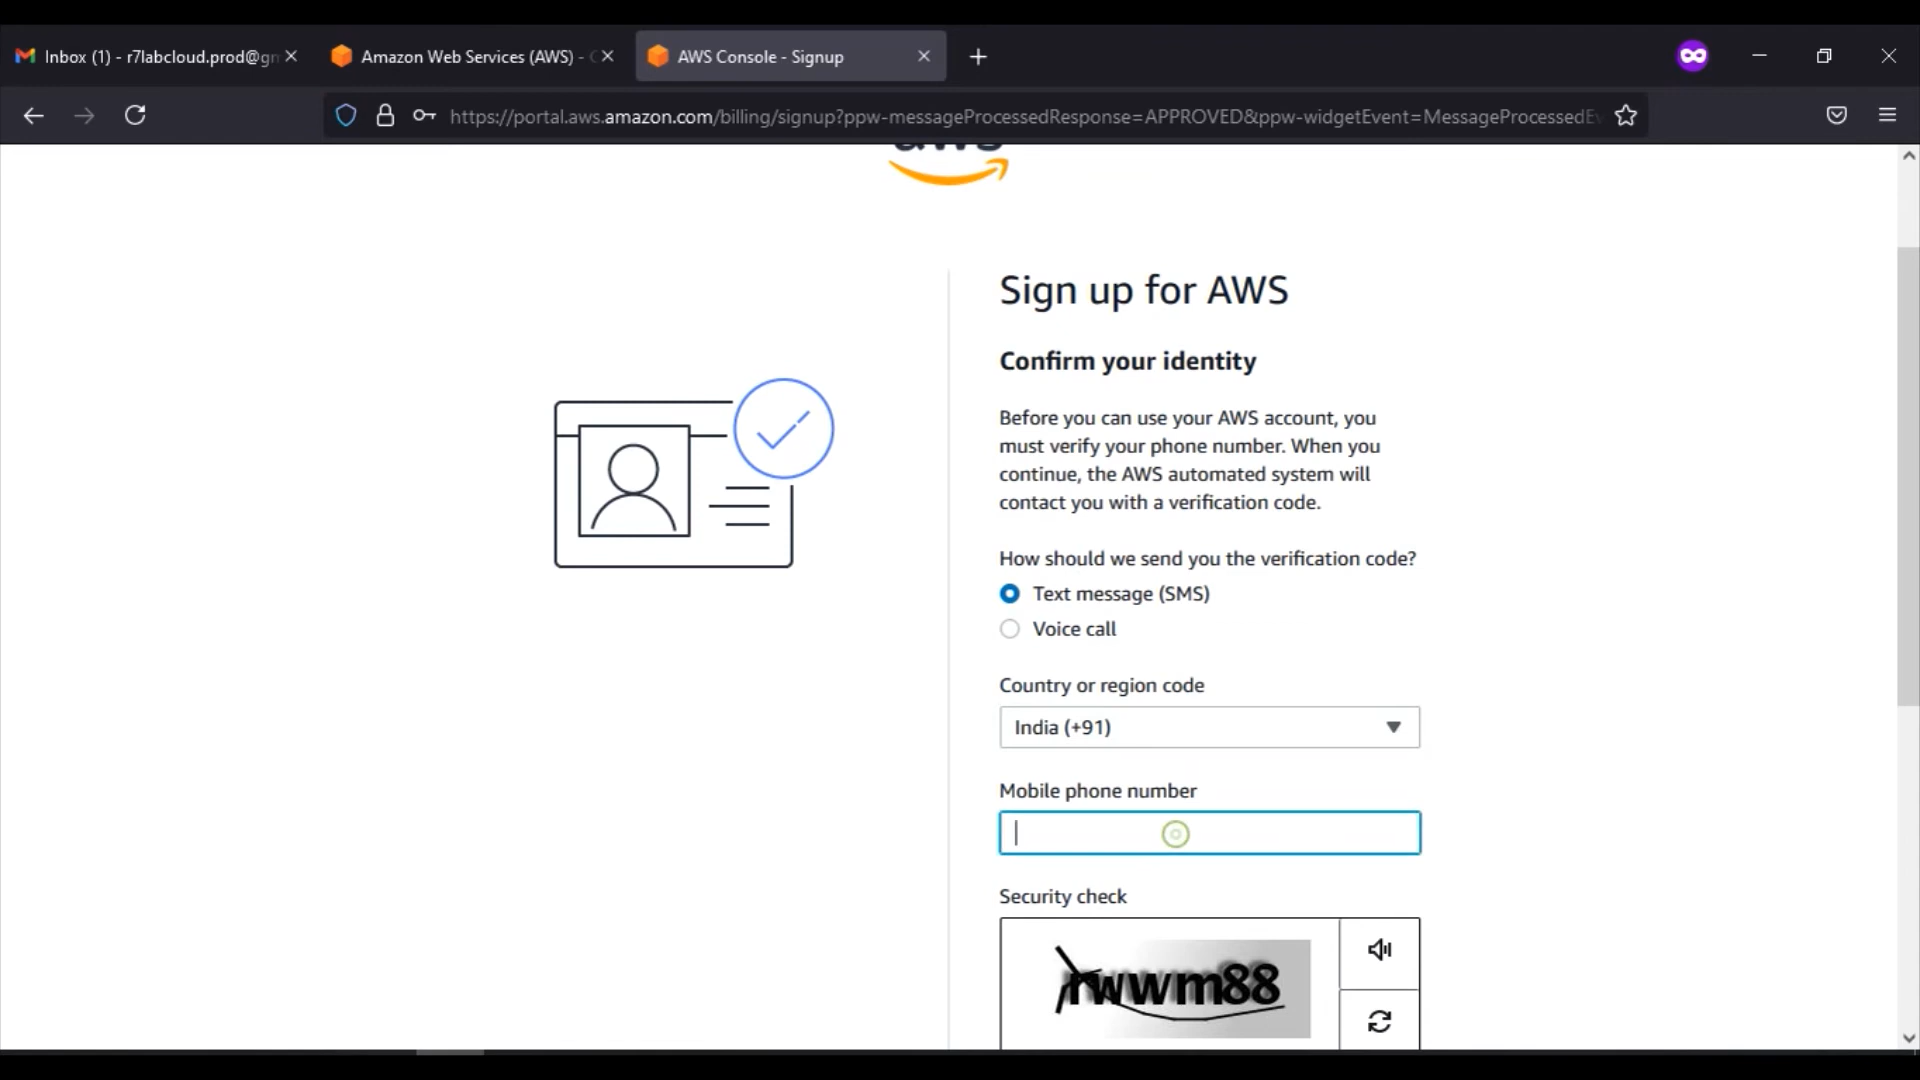 Inbox (1) - r7labcloud.prod@gm
Amazon Web Services (AWS) - C
AWS Console - Signup
https://portal.aws.amazon.com/billing/signup?ppw-messageProcessedResponse=APPROVED&ppw-widgetEvent=MessageProcessedEv
aws
Sign up for AWS
Confirm your identity
Before you can use your AWS account, you
must verify your phone number. When you
continue, the AWS automated system will
contact you with a verification code.
How should we send you the verification code?
Text message (SMS)
Voice call
Country or region code
India (+91)
Mobile phone number
Security check
rwwm88